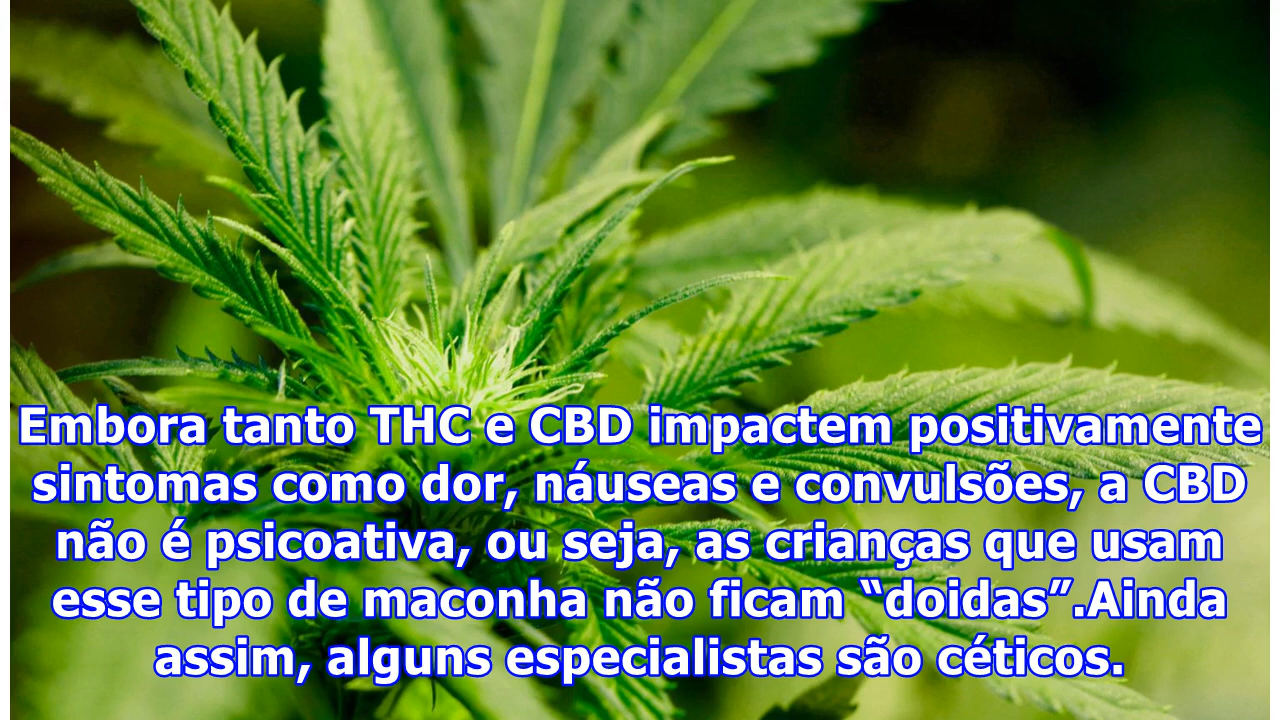 Embora tanto THC e CBD impactem positivamente
sintomas como dor, náuseas e convulsões, a CBD
não é psicoativa, ou seja, as crianças que usam
esse tipo de maconha não ficam “doidas”.Ainda
assim, alguns especialistas são céticos.